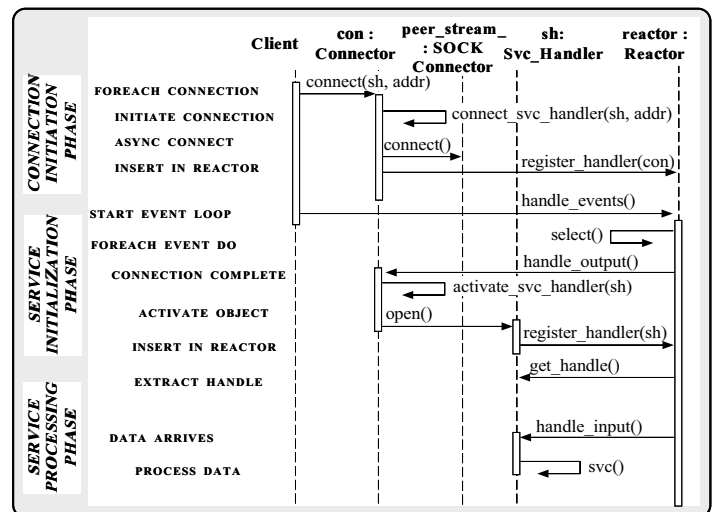 Client
con :
Connector
peer_stream_
: SOCK
Connector
sh:
Svc_Handler
reactor :
Reactor
CONNECTION
INITIATION
PHASE
FOREACH CONNECTION
connect(sh, addr)
INITIATE CONNECTION
connect_svc_handler(sh, addr)
ASYNC CONNECT
connect()
INSERT IN REACTOR
register_handler(con)
START EVENT LOOP
handle_events()
SERVICE
INITIALIZATION
PHASE
FOREACH EVENT DO
select()
CONNECTION COMPLETE
handle_output()
activate_svc_handler(sh)
ACTIVATE OBJECT
open()
INSERT IN REACTOR
register_handler(sh)
EXTRACT HANDLE
get_handle()
SERVICE
PROCESSING
PHASE
DATA ARRIVES
handle_input()
PROCESS DATA
svc()